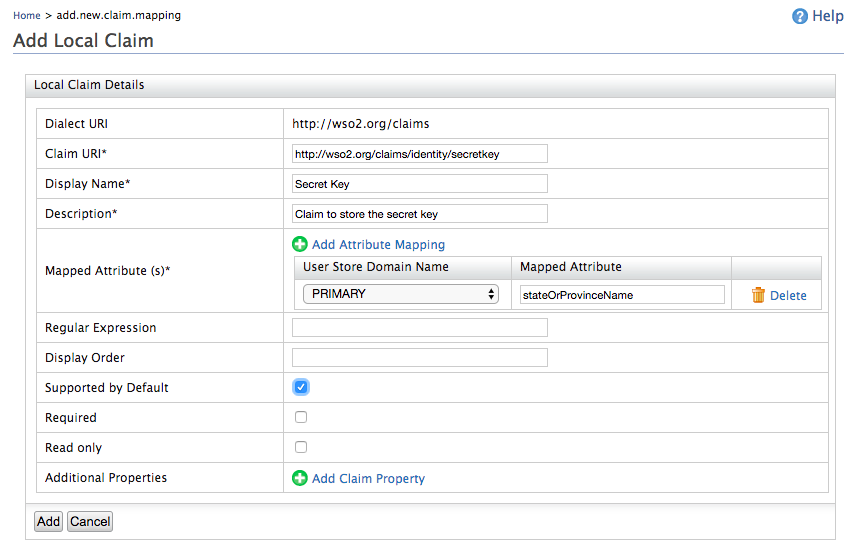 Home > add.new.claim.mapping
Help
Add Local Claim
Local Claim Details
Dialect URI http://wso2.org/claims
Claim URI* http://wso2.org/claims/identity/secretkey
Display Name* Secret Key
Description* Claim to store the secret key
Mapped Attribute (s)*
Add Attribute Mapping
User Store Domain Name Mapped Attribute
PRIMARY stateOrProvinceName Delete
Regular Expression
Display Order
Supported by Default
Required
Read only
Additional Properties Add Claim Property
Add Cancel